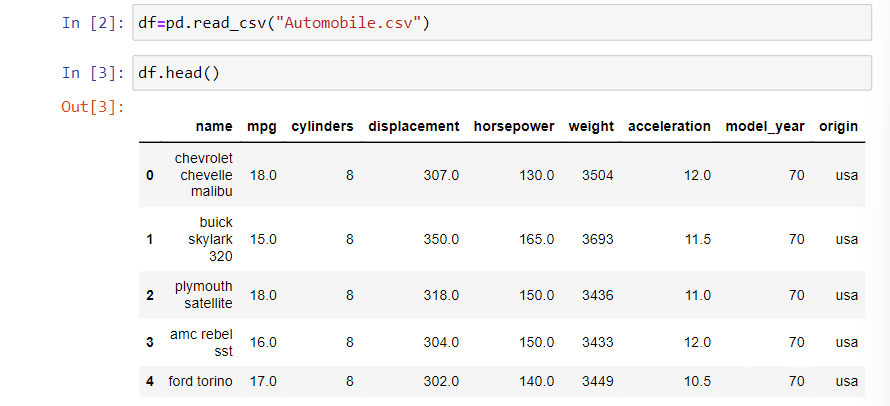 In [2]: df=pd.read_csv("Automobile.csv")
In [3]: df.head()
Out[3]:
name mpg cylinders displacement horsepower weight acceleration model_year origin
0 chevrolet chevelle malibu 18.0 8 307.0 130.0 3504 12.0 70 usa
1 buick skylark 320 15.0 8 350.0 165.0 3693 11.5 70 usa
2 plymouth satellite 18.0 8 318.0 150.0 3436 11.0 70 usa
3 amc rebel sst 16.0 8 304.0 150.0 3433 12.0 70 usa
4 ford torino 17.0 8 302.0 140.0 3449 10.5 70 usa